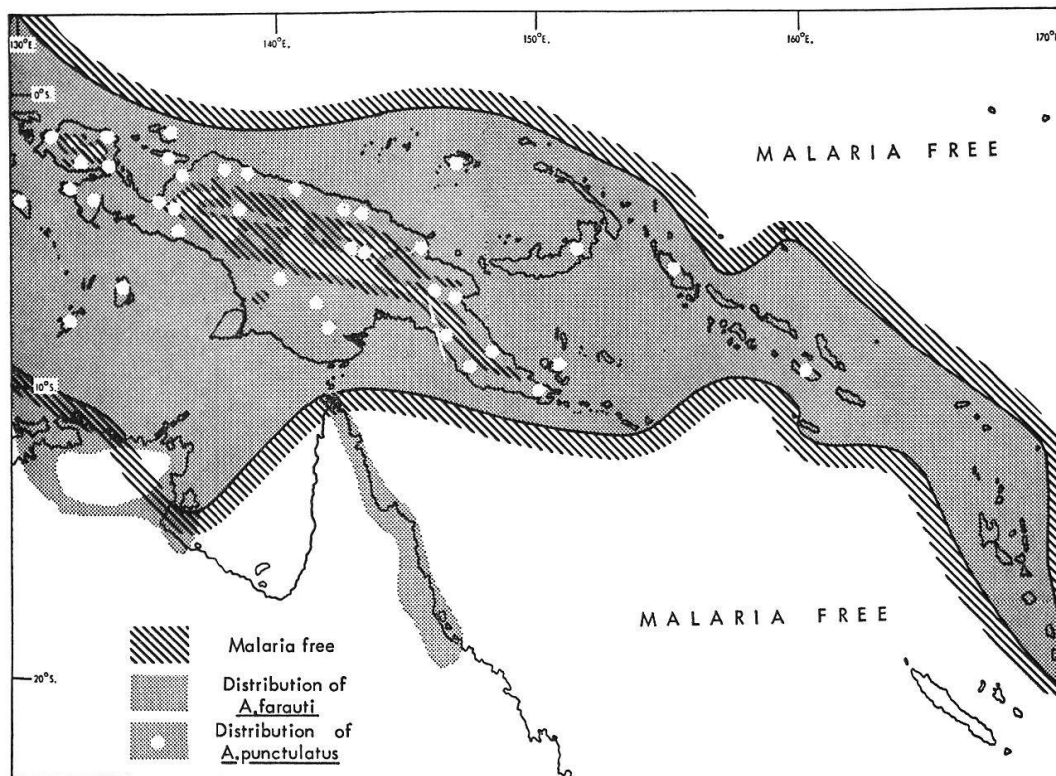 130°E.
140°E.
150°E.
160°E.
170°E
0°S.
MALARIA FREE
10°S.
MALARIA FREE
20°S.
Malaria free
Distribution of
A.farauti
Distribution of
A.punctulatus